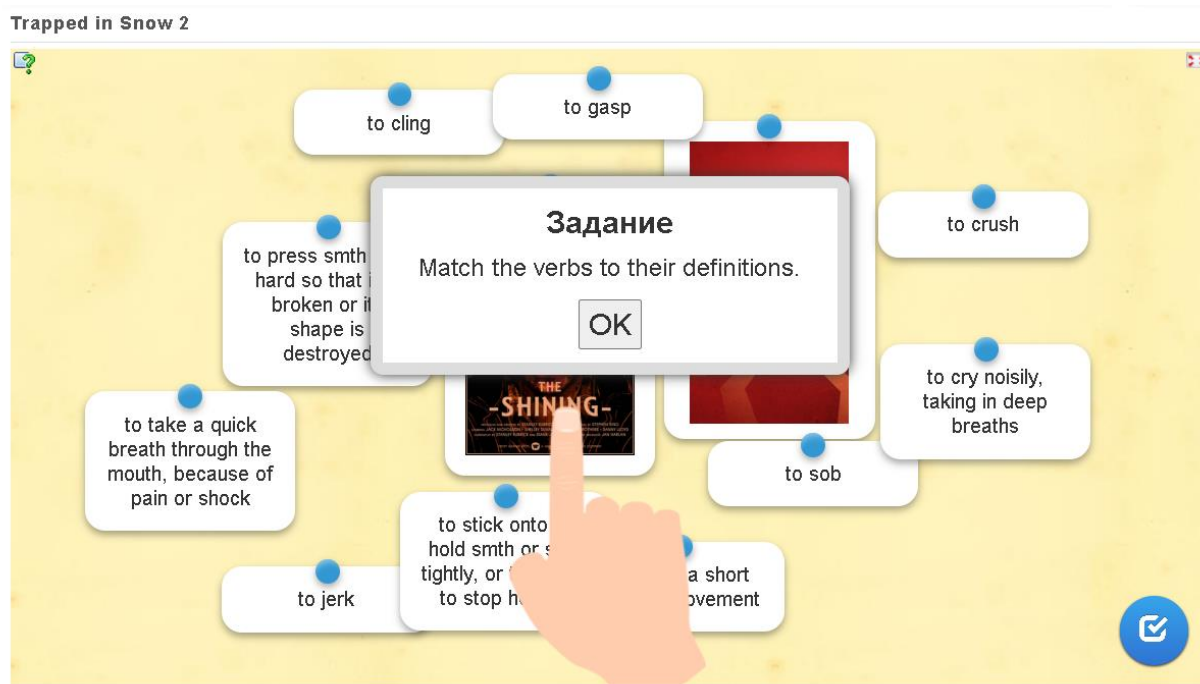 Trapped in Snow 2
to cling
to gasp
to crush
Задание
Match the verbs to their definitions.
OK
to press smth
hard so that
broken or
shape is
destroyed
THE
-SHINING-
to cry noisily,
taking in deep
breaths
to take a quick
breath through the
mouth, because of
pain or shock
to sob
to stick onto
hold smth or
tightly, or
to stop
a short
to jerk